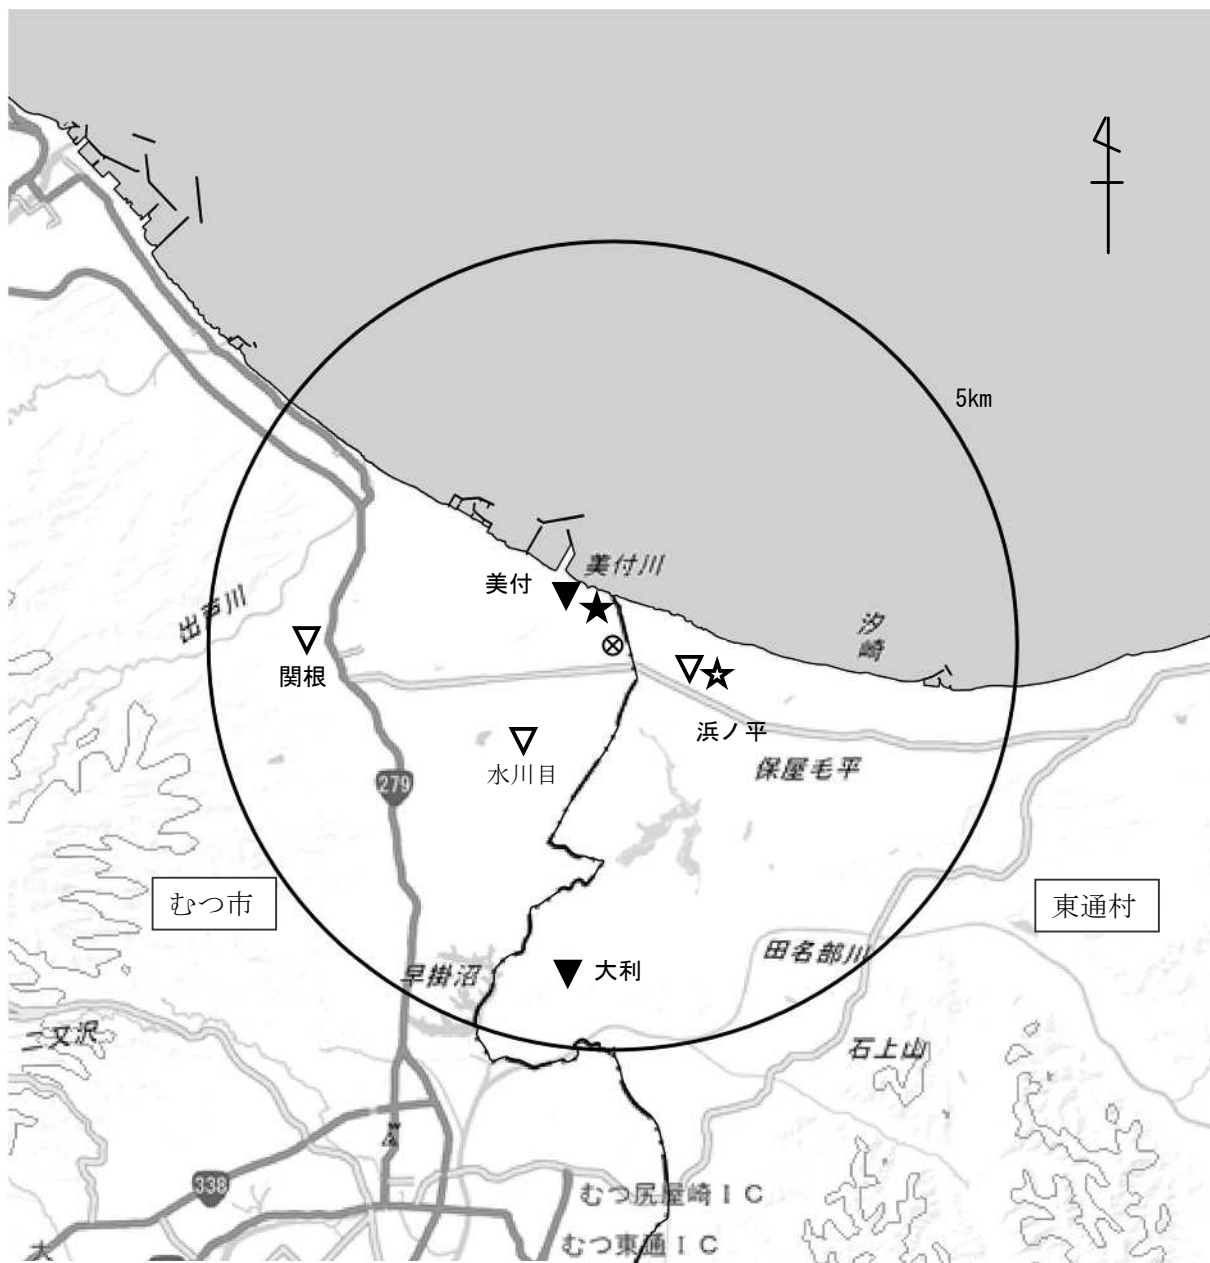 5km
美付川
美付
出戸川
汐
崎
関根
浜ノ平
水川目
保屋毛平
279
むつ市
東通村
田名部川
早掛沼
大利
二又沢
石上山
338
むつ尻屋崎IC
むつ東通IC
大